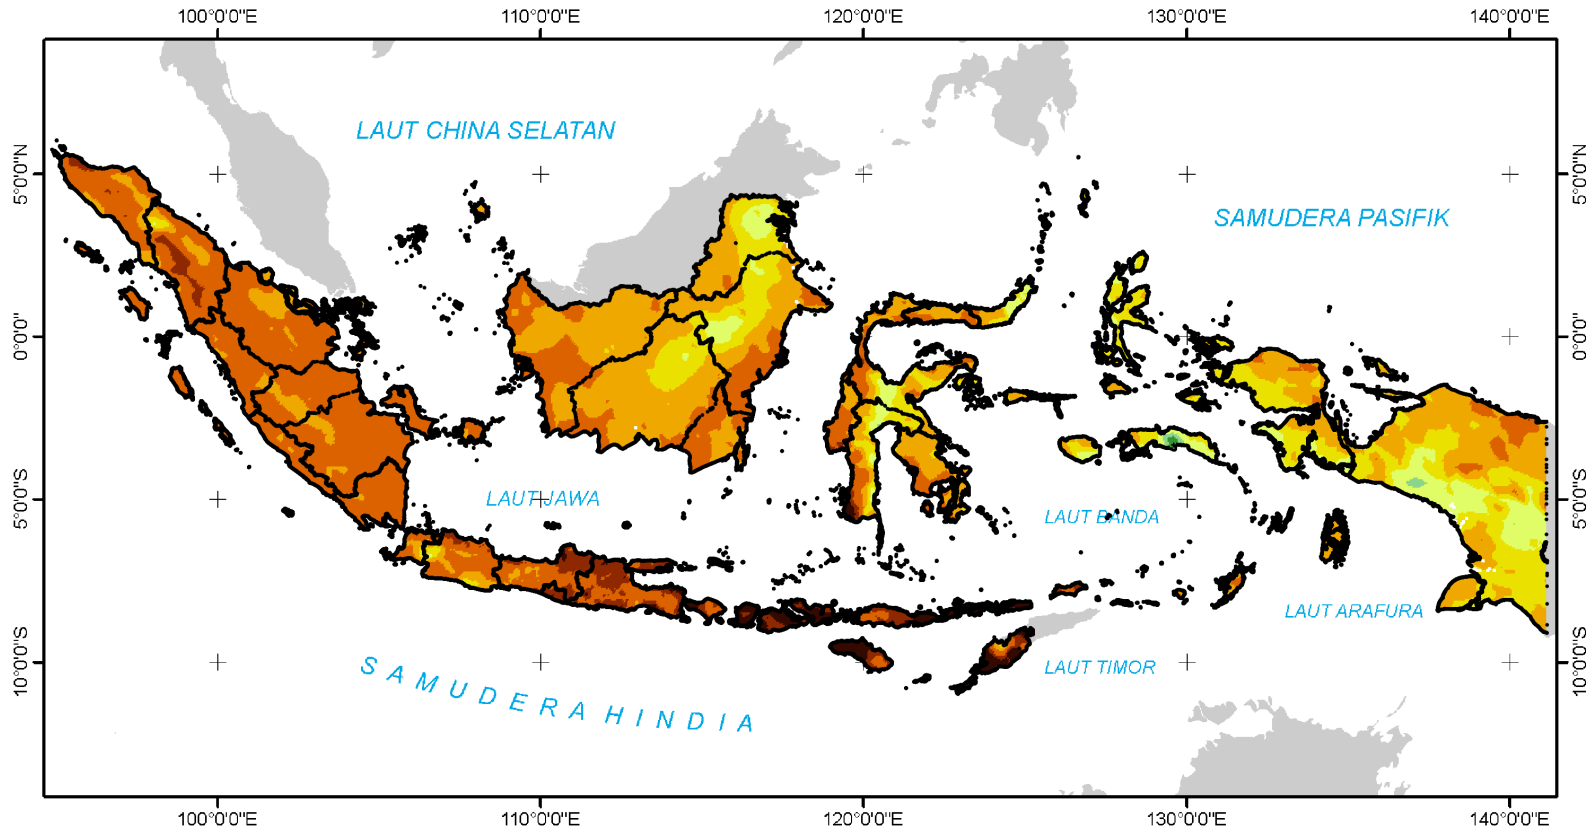 100°0'0"E 110°0'0"E 120°0'0"E 130°0'0"E 140°0'0"E
LAUT CHINA SELATAN
5°0'0"N 5°0'0"N
SAMUDERA PASIFIK
0°0'0" 0°0'0"
LAUT JAWA
5°0'0"S 5°0'0"S
LAUT BANDA
LAUT ARAFURA
10°0'0"S 10°0'0"S
LAUT TIMOR
SAMUDERA HINDIA
100°0'0"E 110°0'0"E 120°0'0"E 130°0'0"E 140°0'0"E